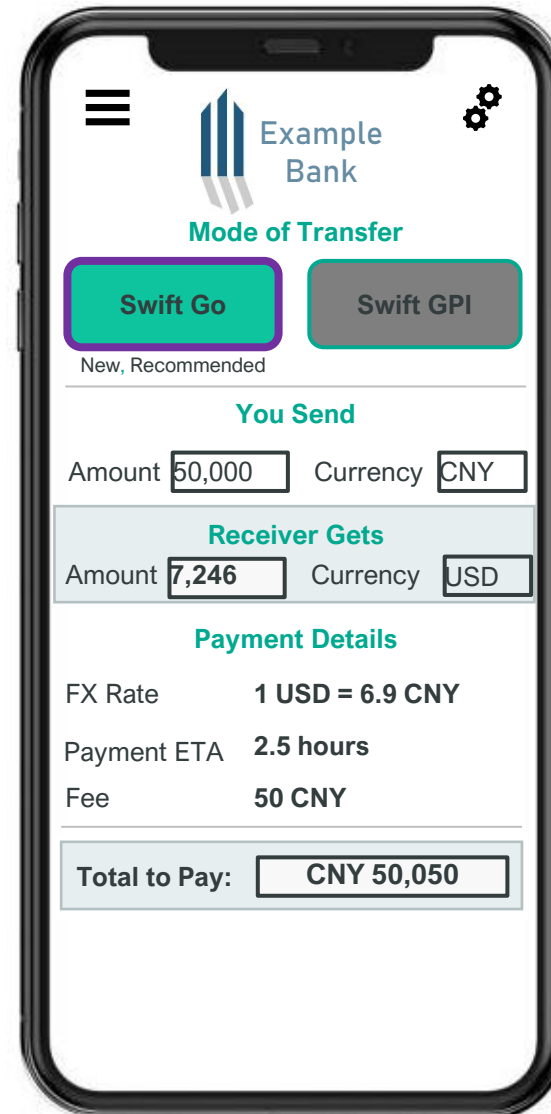 Example
Bank
Mode of Transfer
Swift Go Swift GPI
New, Recommended
You Send
Amount 50,000 Currency CNY
Receiver Gets
Amount 7,246 Currency USD
Payment Details
FX Rate 1 USD = 6.9 CNY
Payment ETA 2.5 hours
Fee 50 CNY
Total to Pay: CNY 50,050